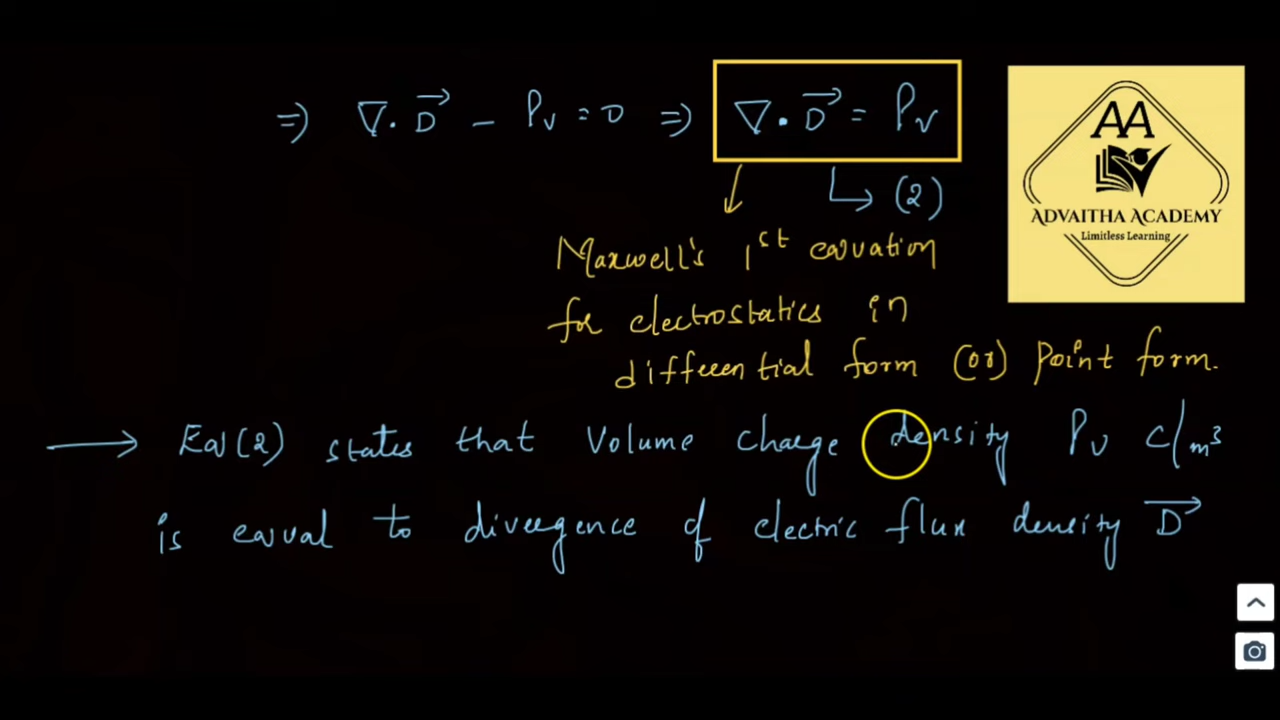 ⇒ ∇. D⃗ – ρv = 0 ⇒ ∇. D⃗ = ρv
AA
ADVAITHA ACADEMY
Limitless Learning
↳ (2)
Maxwell's 1st equation
for electrostatics in
differential form (or) point form.
→ Eq(2) states that volume charge density ρv c/m³
is equal to divergence of electric flux density D⃗